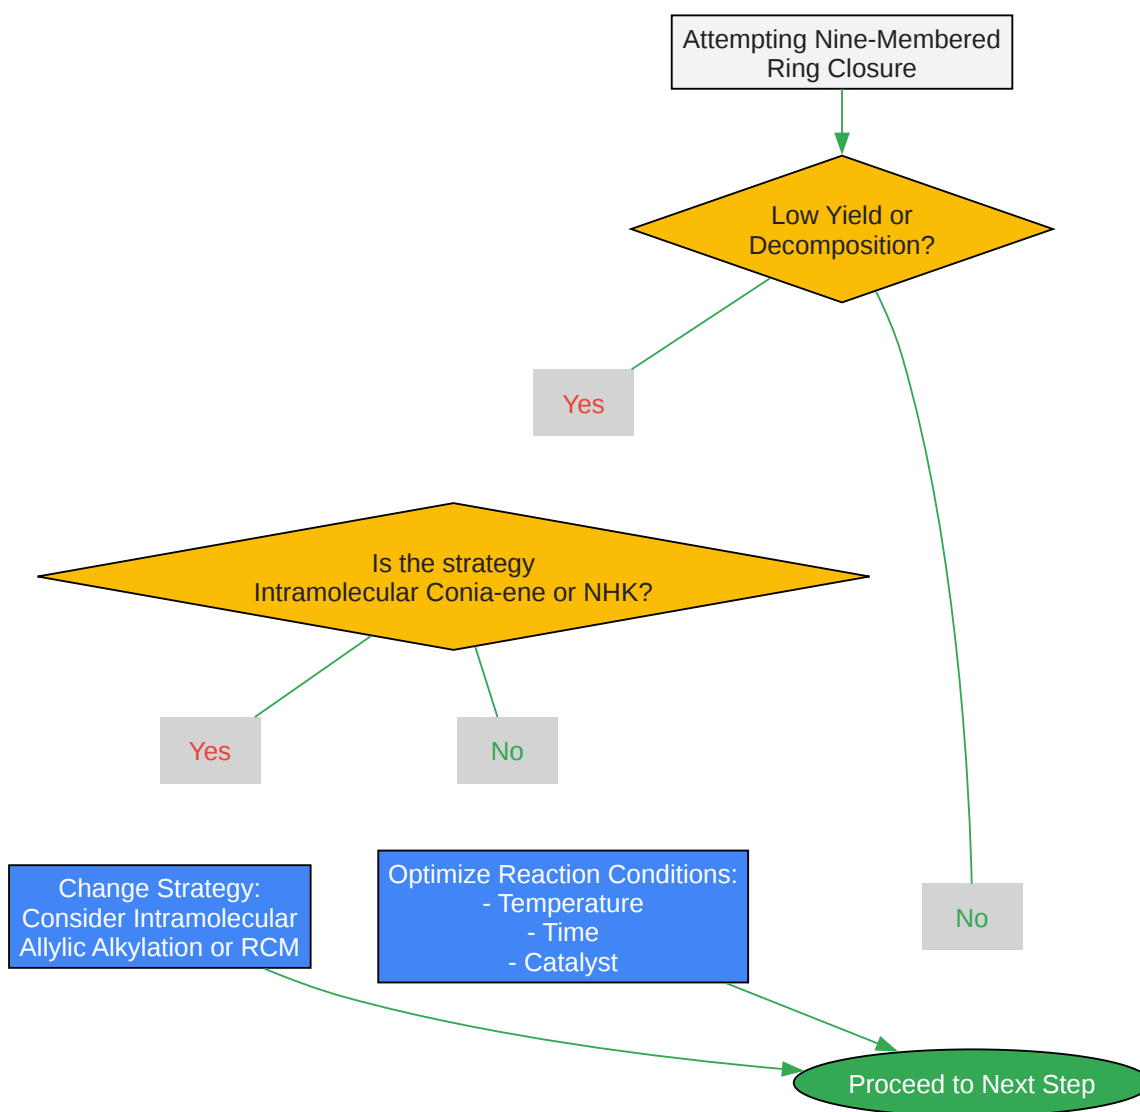 Attempting Nine-Membered
Ring Closure
Low Yield or
Decomposition?
Yes
Is the strategy
Intramolecular Conia-ene or NHK?
Yes
No
Change Strategy:
Consider Intramolecular
Allylic Alkylation or RCM
Optimize Reaction Conditions:
- Temperature
- Time
- Catalyst
No
Proceed to Next Step